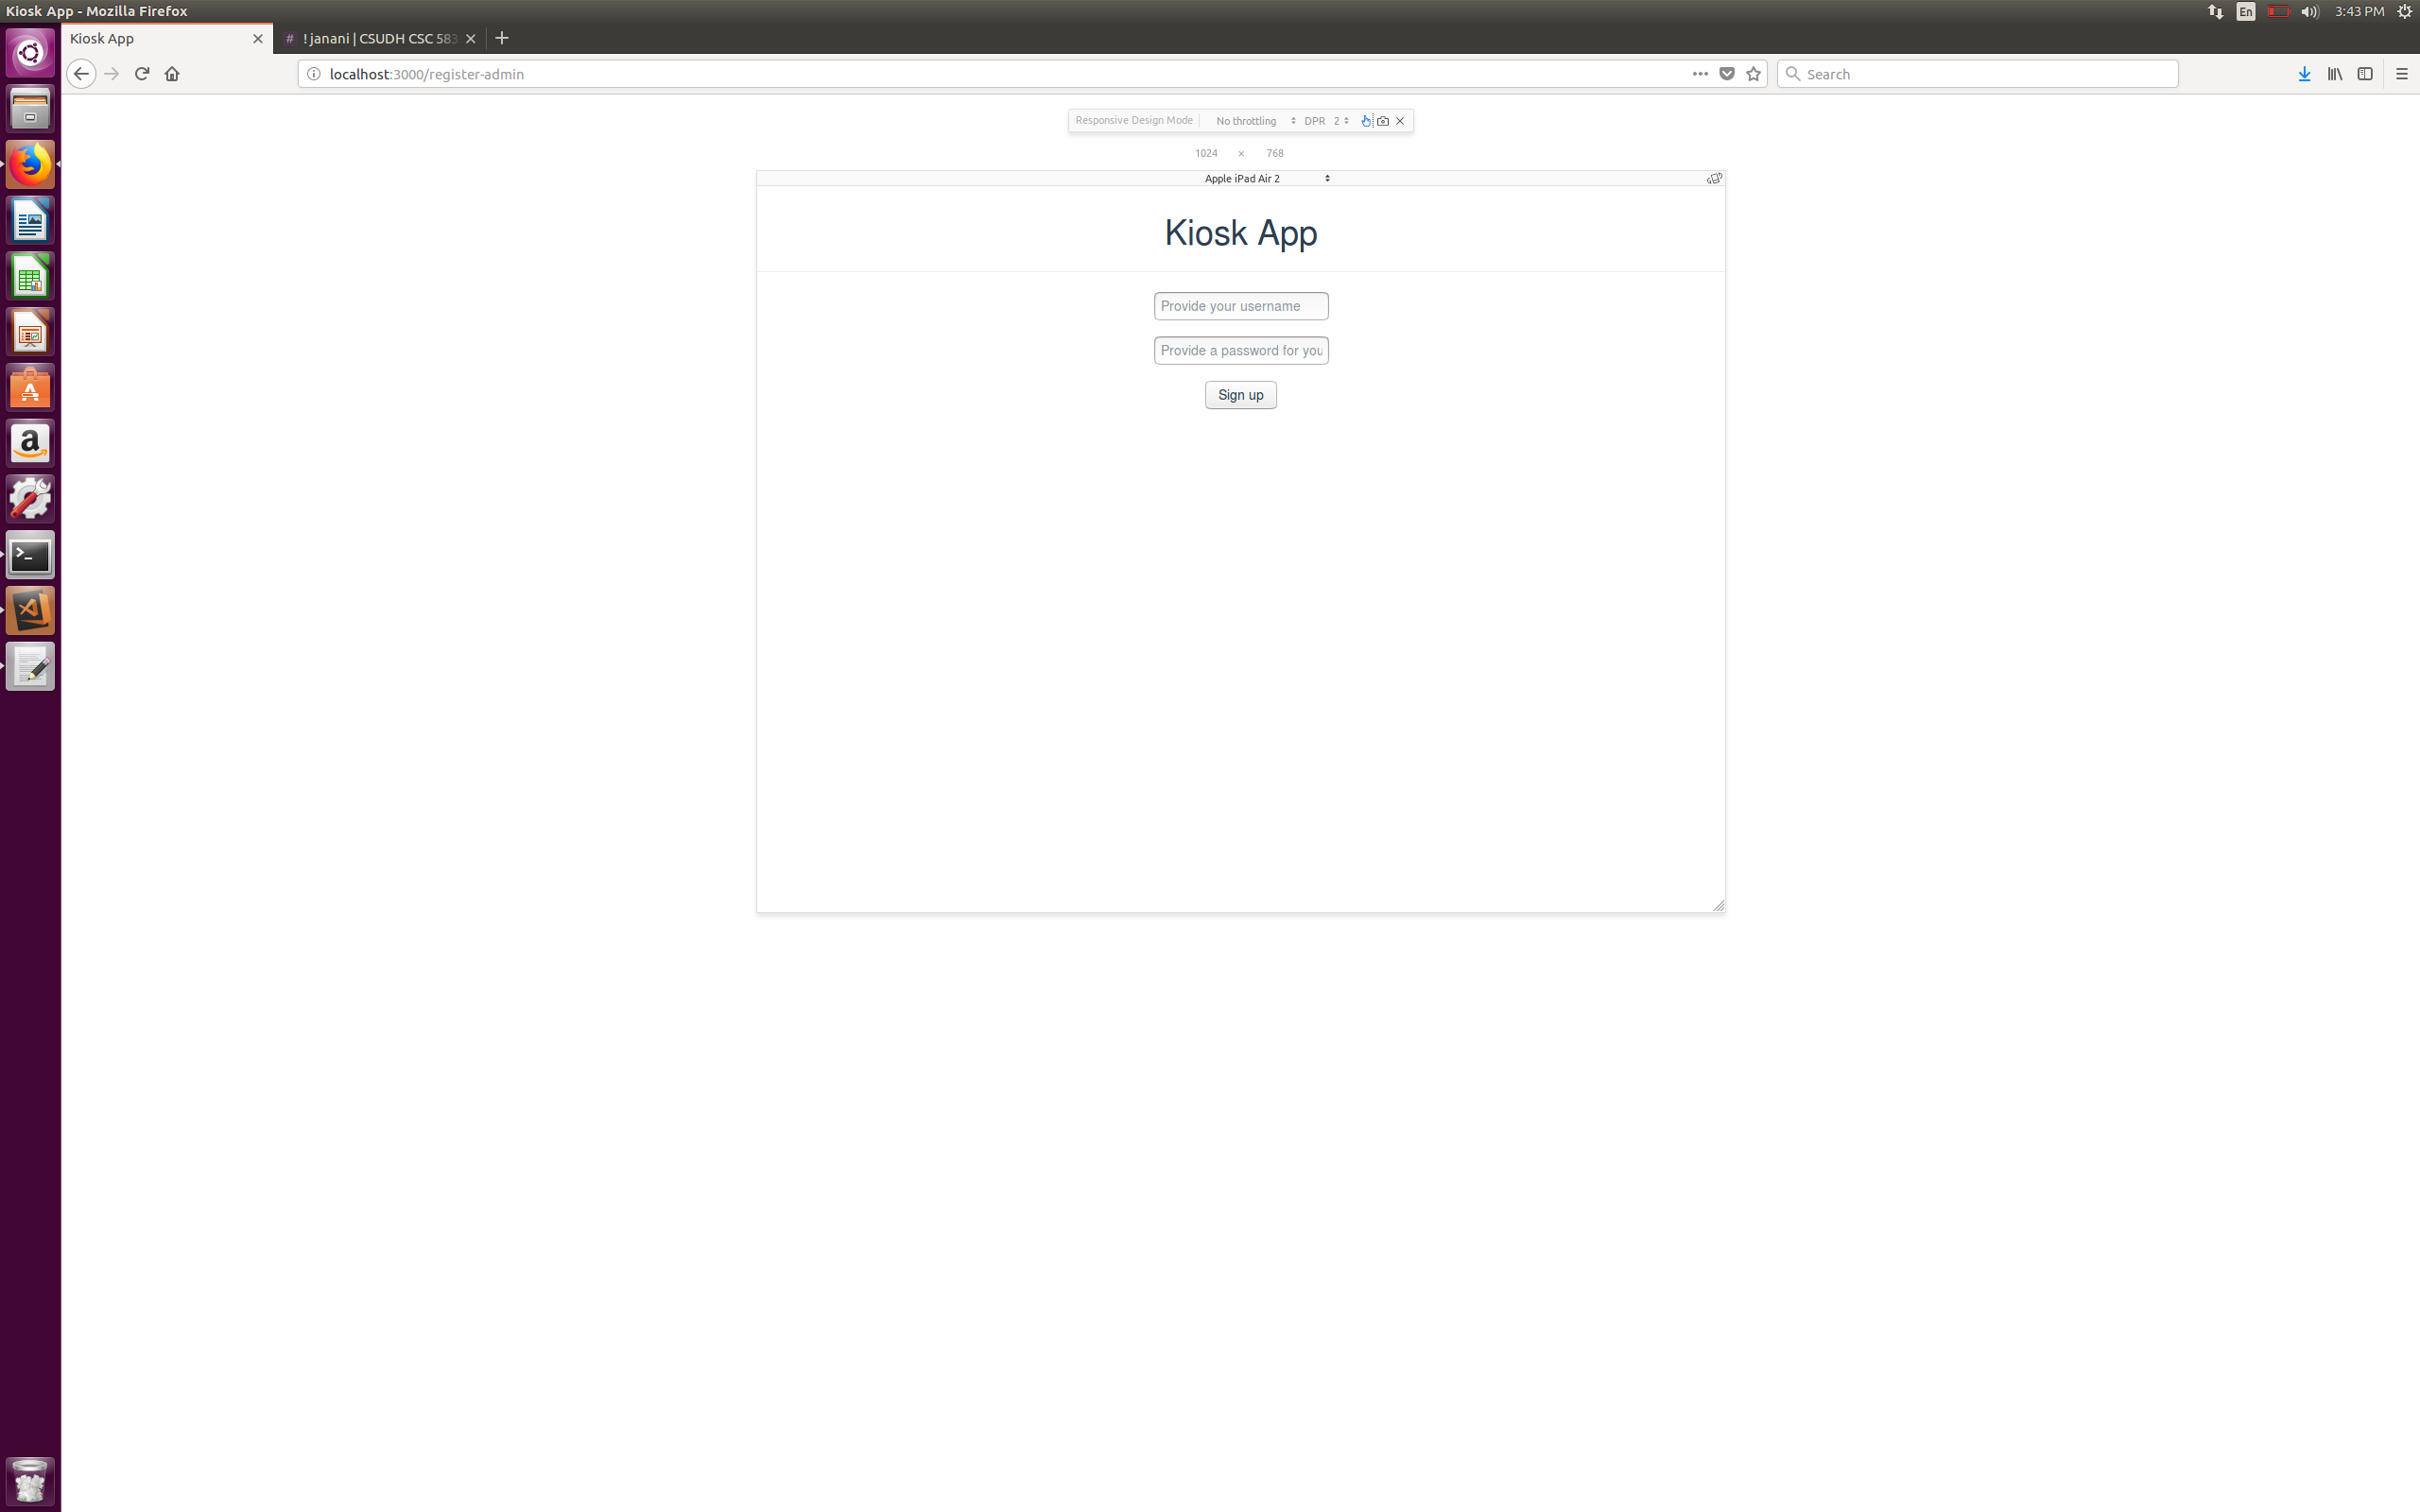 Kiosk App - Mozilla Firefox
En
3:43 PM
Kiosk App
# ! janani | CSUDH CSC 583
localhost:3000/register-admin
Search
Responsive Design Mode No throttling DPR 2
1024 × 768
Apple iPad Air 2
Kiosk App
Provide your username
Provide a password for you
Sign up